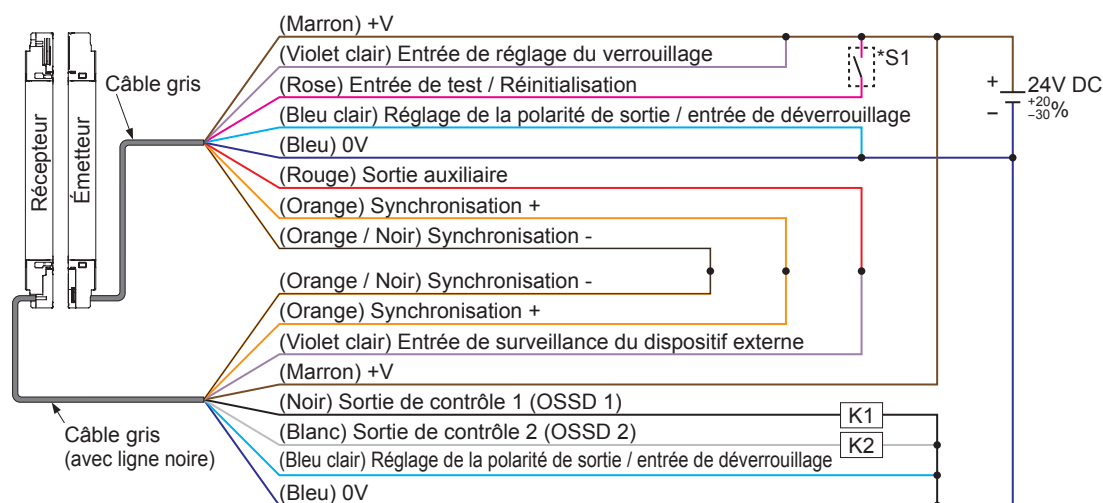 (Marron) +V
(Violet clair) Entrée de réglage du verrouillage
*S1
Câble gris
(Rose) Entrée de test / Réinitialisation
+ 24V DC
+20
−30 %
−
(Bleu clair) Réglage de la polarité de sortie / entrée de déverrouillage
Récepteur
Émetteur
(Bleu) 0V
(Rouge) Sortie auxiliaire
(Orange) Synchronisation +
(Orange / Noir) Synchronisation -
(Orange / Noir) Synchronisation -
(Orange) Synchronisation +
(Violet clair) Entrée de surveillance du dispositif externe
(Marron) +V
(Noir) Sortie de contrôle 1 (OSSD 1)
K1
Câble gris
(avec ligne noire)
(Blanc) Sortie de contrôle 2 (OSSD 2)
K2
(Bleu clair) Réglage de la polarité de sortie / entrée de déverrouillage
(Bleu) 0V